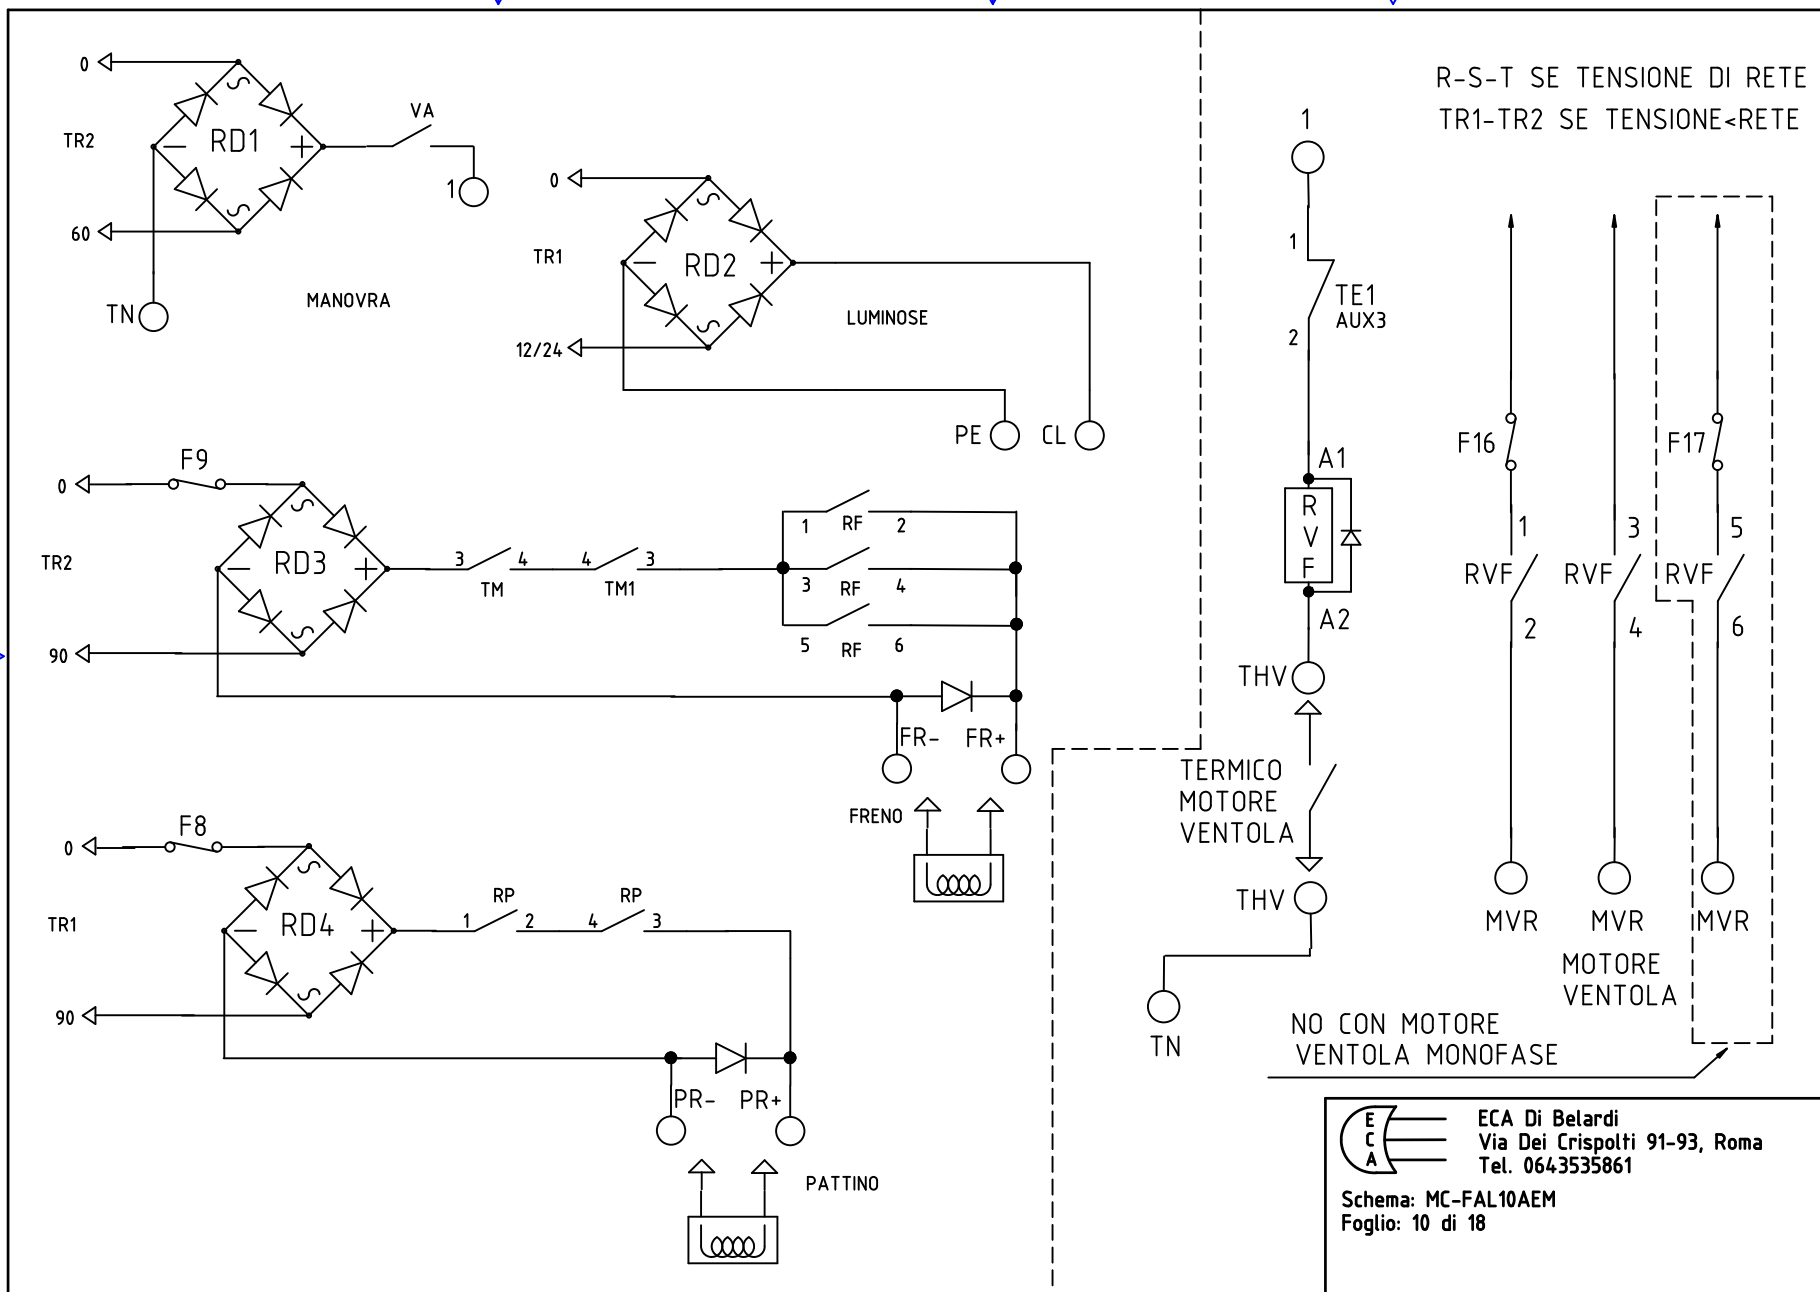 0
TR2
RD1
60
VA
1
TN
MANOVRA
0
TR1
RD2
12/24
LUMINOSE
PE
CL
F9
0
TR2
RD3
90
3
4
TM
4
3
TM1
1
RF
2
3
RF
4
5
RF
6
FR-
FR+
FRENO
F8
0
TR1
RD4
90
RP
1
2
RP
4
3
PR-
PR+
PATTINO
1
1
TE1
AUX3
2
A1
R
V
F
A2
THV
TERMICO
MOTORE
VENTOLA
THV
TN
R-S-T SE TENSIONE DI RETE
TR1-TR2 SE TENSIONE<RETE
F16
F17
1
3
5
RVF
RVF
RVF
2
4
6
MVR
MVR
MVR
MOTORE
VENTOLA
NO CON MOTORE
VENTOLA MONOFASE
E
C
A
ECA Di Belardi
Via Dei Crispolti 91-93, Roma
Tel. 0643535861
Schema: MC-FAL10AEM
Foglio: 10 di 18